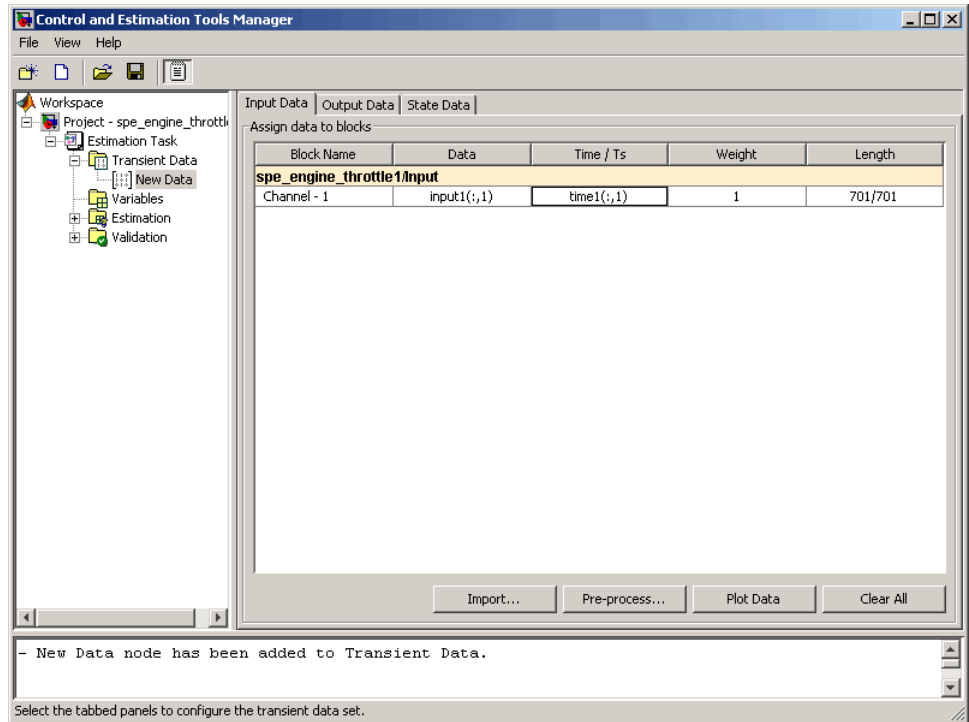 Control and Estimation Tools Manager
File View Help
Workspace
Project - spe_engine_throttl
Estimation Task
Transient Data
New Data
Variables
Estimation
Validation
Input Data Output Data State Data
Assign data to blocks
Block Name Data Time / Ts Weight Length
spe_engine_throttle1/Input
Channel - 1 input1(:,1) time1(:,1) 1 701/701
Import... Pre-process... Plot Data Clear All
- New Data node has been added to Transient Data.
Select the tabbed panels to configure the transient data set.